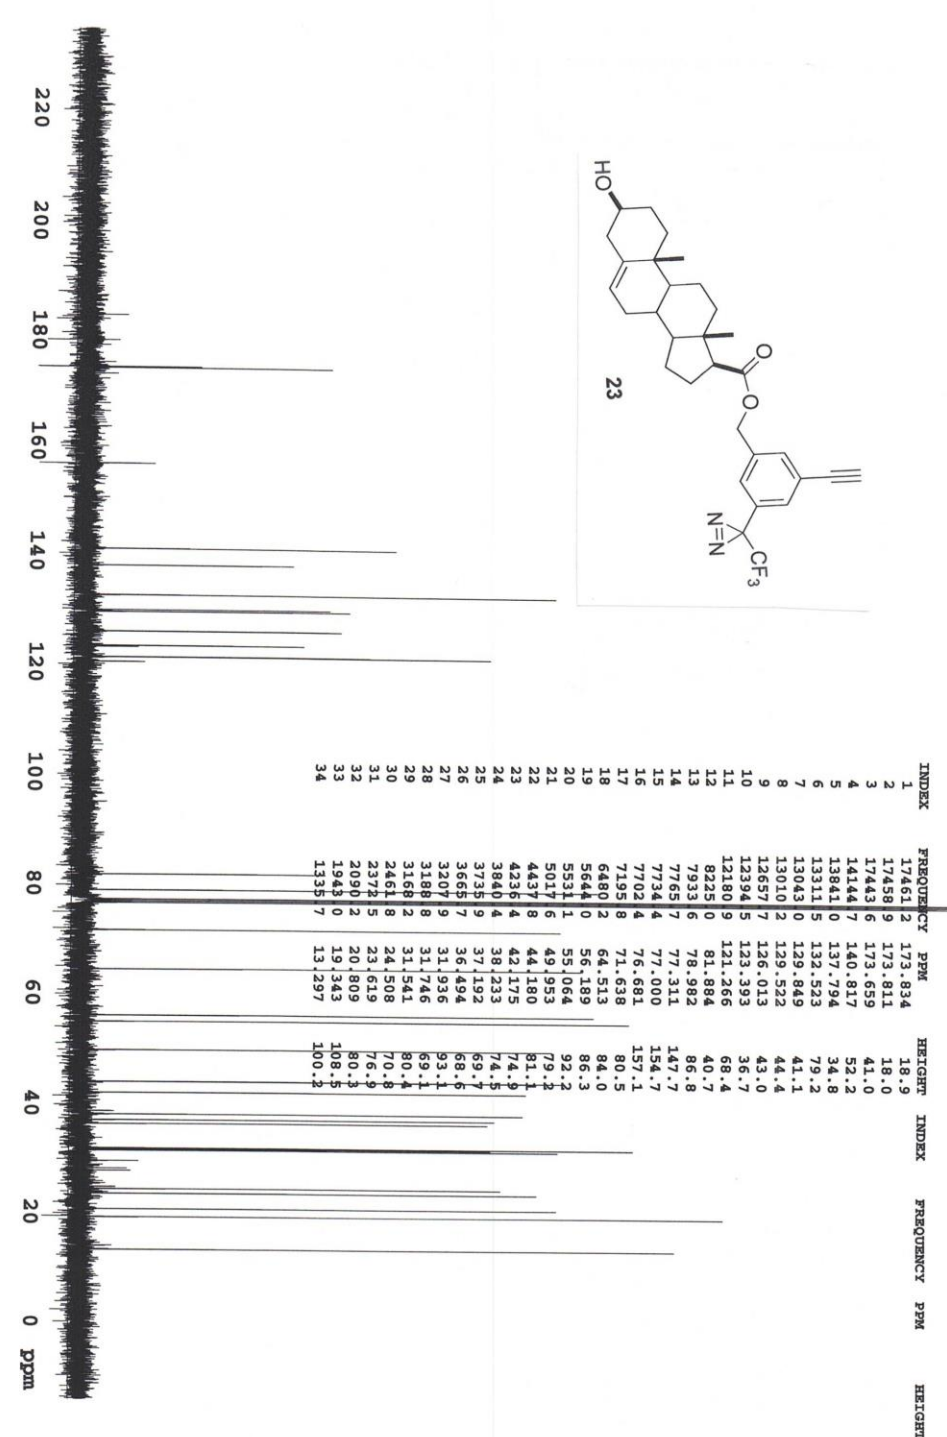 INDEX FREQUENCY PPM HEIGHT INDEX FREQUENCY PPM HEIGHT
1 17461.2 173.834 18.9
2 17458.9 173.811 18.0
3 17443.6 173.659 41.0
4 14144.7 140.817 52.2
5 13841.0 137.794 34.8
6 13311.5 132.523 79.2
7 13043.0 129.849 41.1
8 13010.2 129.522 44.4
9 12657.7 126.013 43.0
10 12394.5 123.393 36.7
11 12180.9 121.266 68.4
12 8225.0 81.884 40.7
13 7933.6 78.982 86.8
14 7765.7 77.311 147.7
15 7734.4 77.000 154.7
16 7702.4 76.681 157.1
17 7195.8 71.638 80.5
18 6480.2 64.513 84.0
19 5644.0 56.189 86.3
20 5531.1 55.064 92.2
21 5017.6 49.953 79.2
22 4437.8 44.180 81.1
23 4236.4 42.175 74.9
24 3840.4 38.233 74.5
25 3735.9 37.192 69.7
26 3665.7 36.494 68.6
27 3207.9 31.936 93.1
28 3188.8 31.746 69.1
29 3168.2 31.541 80.4
30 2461.8 24.508 70.8
31 2372.5 23.619 76.9
32 2090.2 20.809 80.3
33 1943.0 19.343 108.5
34 1335.7 13.297 100.2
HO
O
O
N=N
CF3
23
220 200 180 160 140 120 100 80 60 40 20 0 ppm